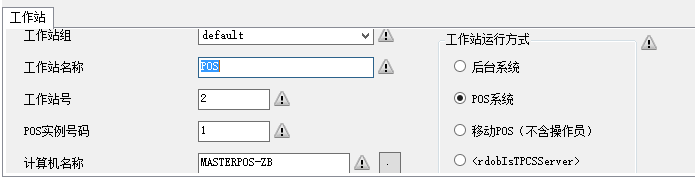 工作站
工作站组 default
工作站名称 POS
工作站号 2
POS实例号码 1
计算机名称 MASTERPOS-ZB .
工作站运行方式
后台系统
POS系统
移动POS（不含操作员）
<rdobIsTPCSServer>